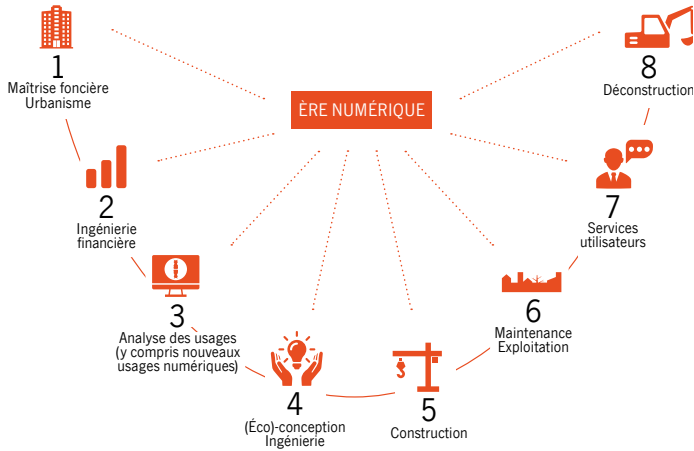 ÈRE NUMÉRIQUE
1
Maîtrise foncière
Urbanisme
2
Ingénierie
financière
3
Analyse des usages
(y compris nouveaux
usages numériques)
4
(Éco)-conception
Ingénierie
5
Construction
6
Maintenance
Exploitation
7
Services
utilisateurs
8
Déconstruction